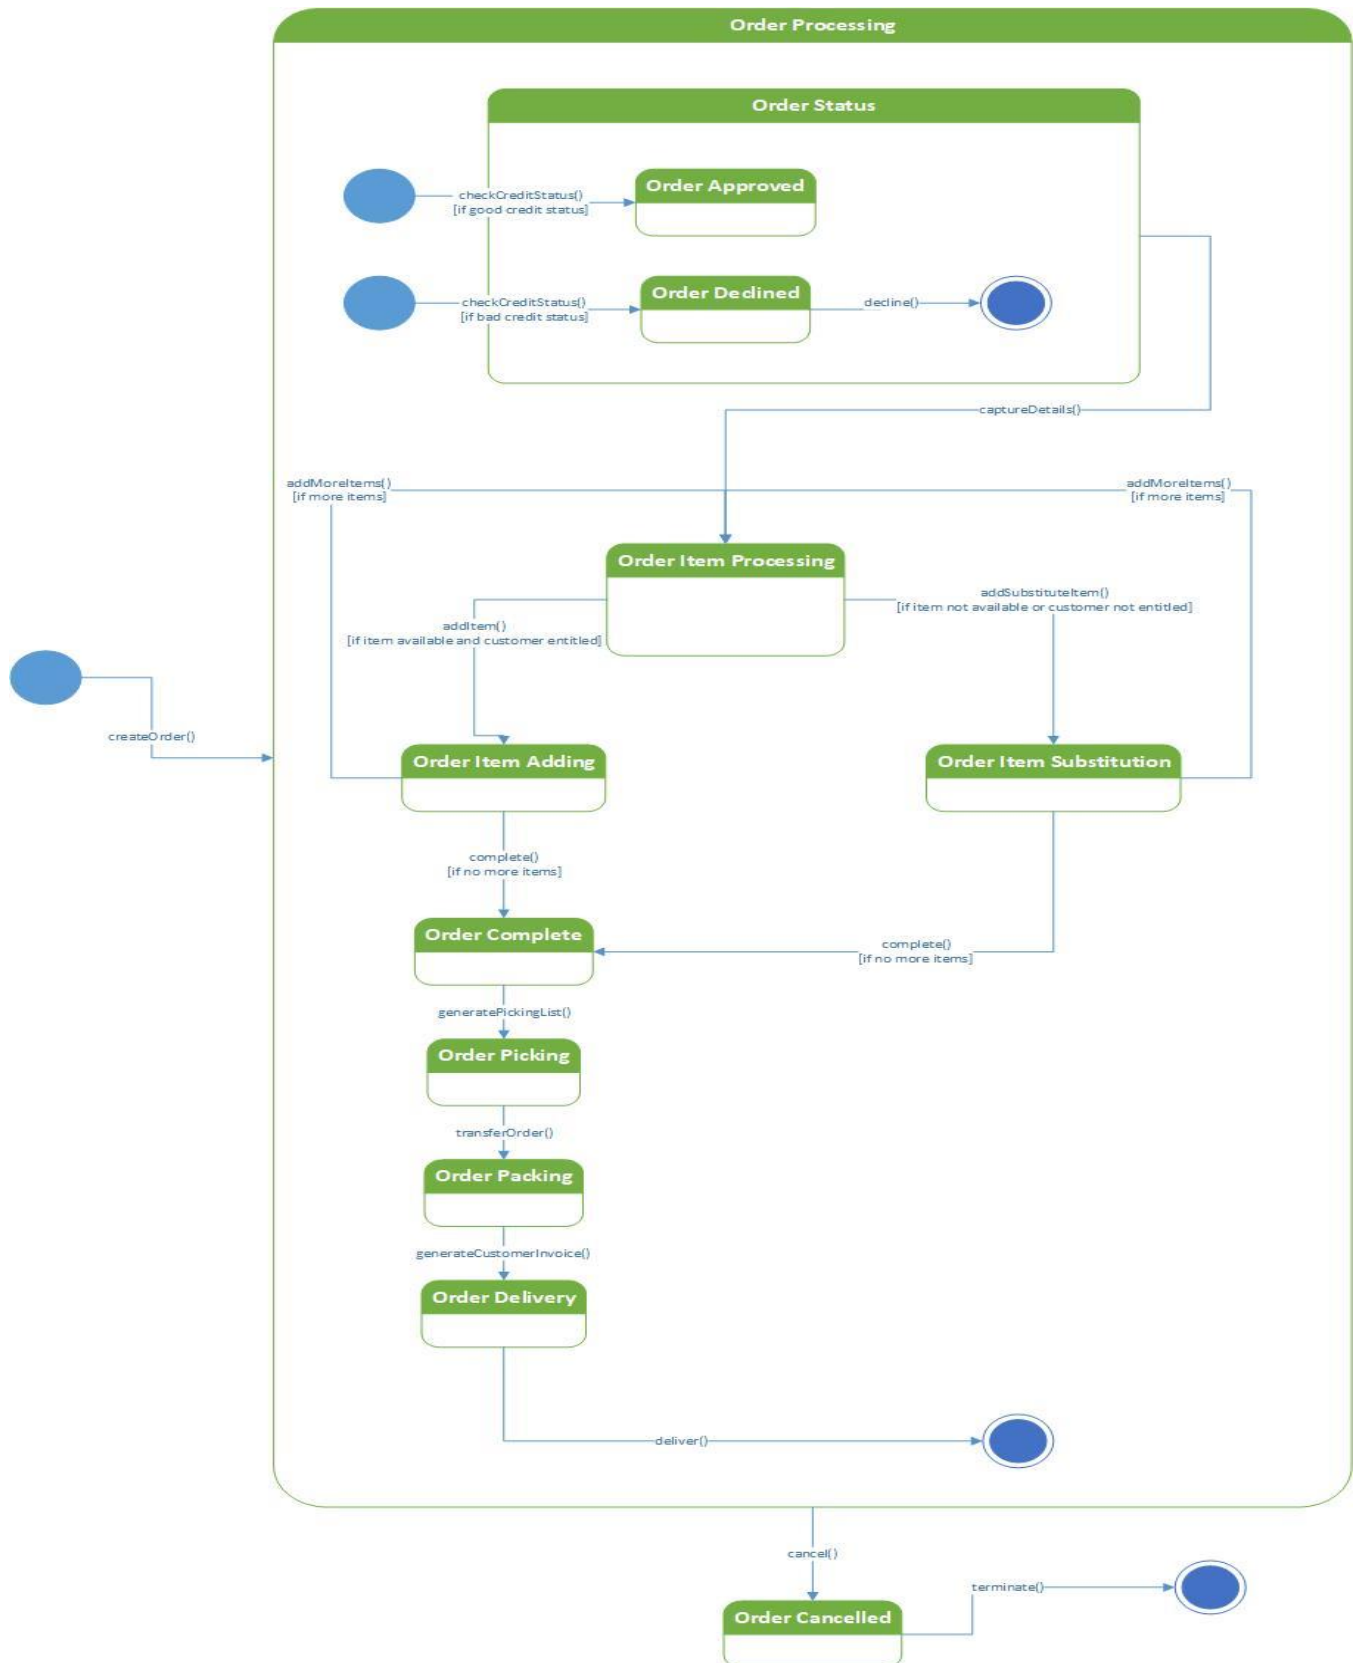 Order Processing
Order Status
Order Approved
checkCreditStatus()
[if good credit status]
Order Declined
checkCreditStatus()
[if bad credit status]
decline()
captureDetails()
addMoreItems()
[if more items]
addMoreItems()
[if more items]
Order Item Processing
addSubstituteItem()
[if item not available or customer not entitled]
addItem()
[if item available and customer entitled]
createOrder()
Order Item Adding
Order Item Substitution
complete()
[if no more items]
Order Complete
complete()
[if no more items]
generatePickingList()
Order Picking
transferOrder()
Order Packing
generateCustomerInvoice()
Order Delivery
deliver()
cancel()
terminate()
Order Cancelled